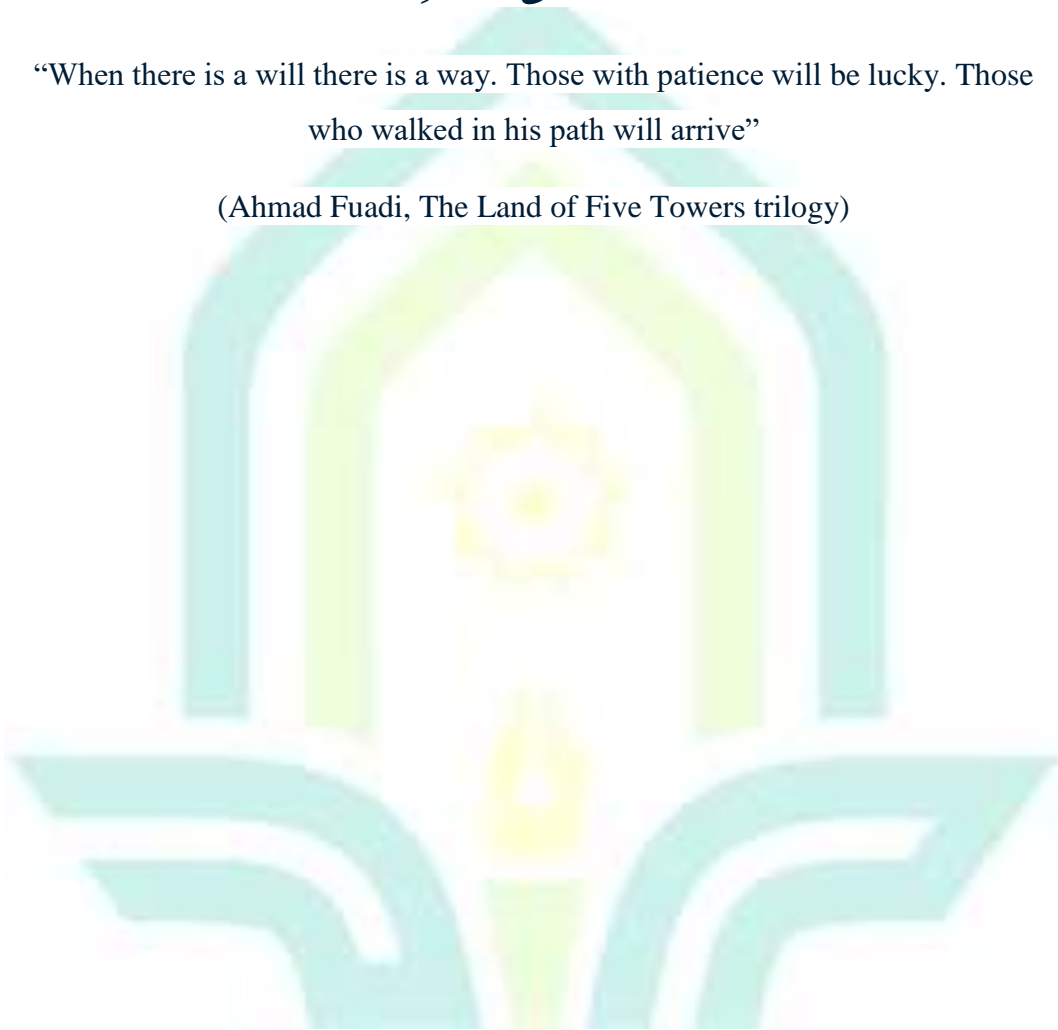 “When there is a will there is a way. Those with patience will be lucky. Those
who walked in his path will arrive”
(Ahmad Fuadi, The Land of Five Towers trilogy)